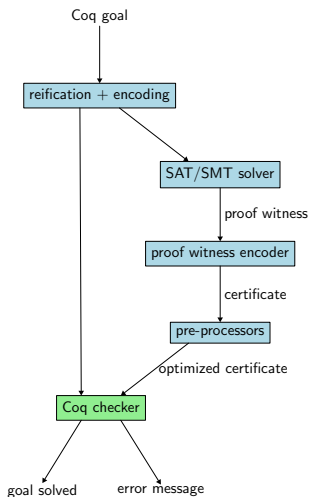 Coq goal
reification + encoding
SAT/SMT solver
proof witness
proof witness encoder
certificate
pre-processors
optimized certificate
Coq checker
goal solved
error message